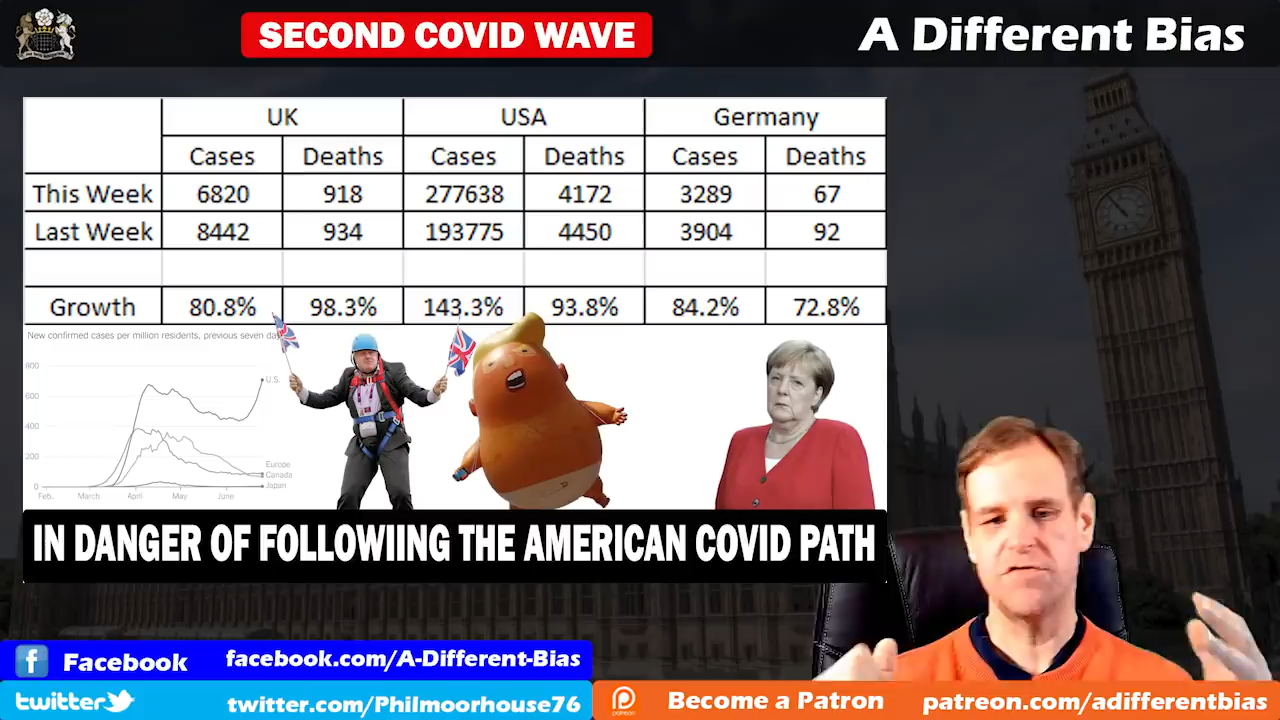 SECOND COVID WAVE
A Different Bias
UK USA Germany
Cases Deaths Cases Deaths Cases Deaths
This Week 6820 918 277638 4172 3289 67
Last Week 8442 934 193775 4450 3904 92
Growth 80.8% 98.3% 143.3% 93.8% 84.2% 72.8%
New confirmed cases per million residents, previous seven day
800
U.S.
600
400
200
Europe
Canada
0
Japan
Feb. March April May June
IN DANGER OF FOLLOWIING THE AMERICAN COVID PATH
f Facebook facebook.com/A-Different-Bias
twitter twitter.com/Philmoorhouse76
patreon Become a Patron patreon.com/adifferentbias